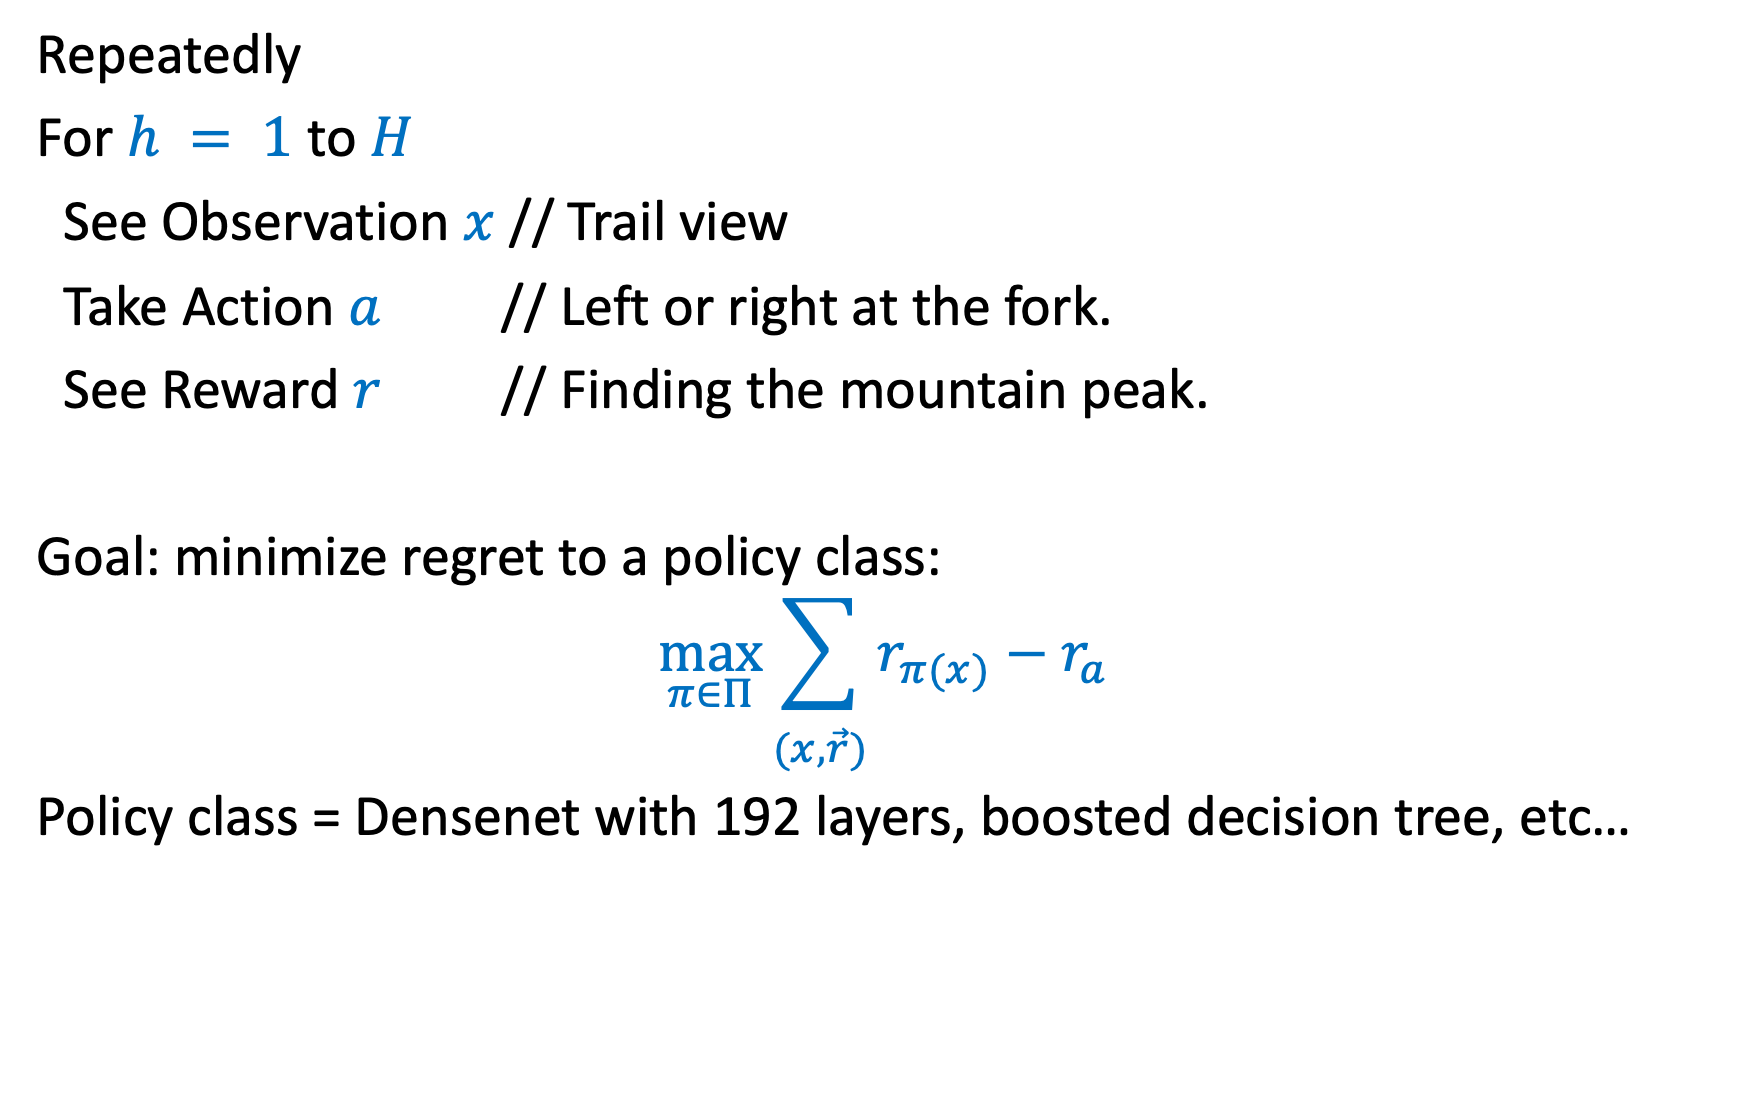 Repeatedly
For h = 1 to H
See Observation x // Trail view
Take Action a // Left or right at the fork.
See Reward r // Finding the mountain peak.
Goal: minimize regret to a policy class:
max_{π∈Π} ∑_{(x,r⃗)} r_{π(x)} − r_a
Policy class = Densenet with 192 layers, boosted decision tree, etc...